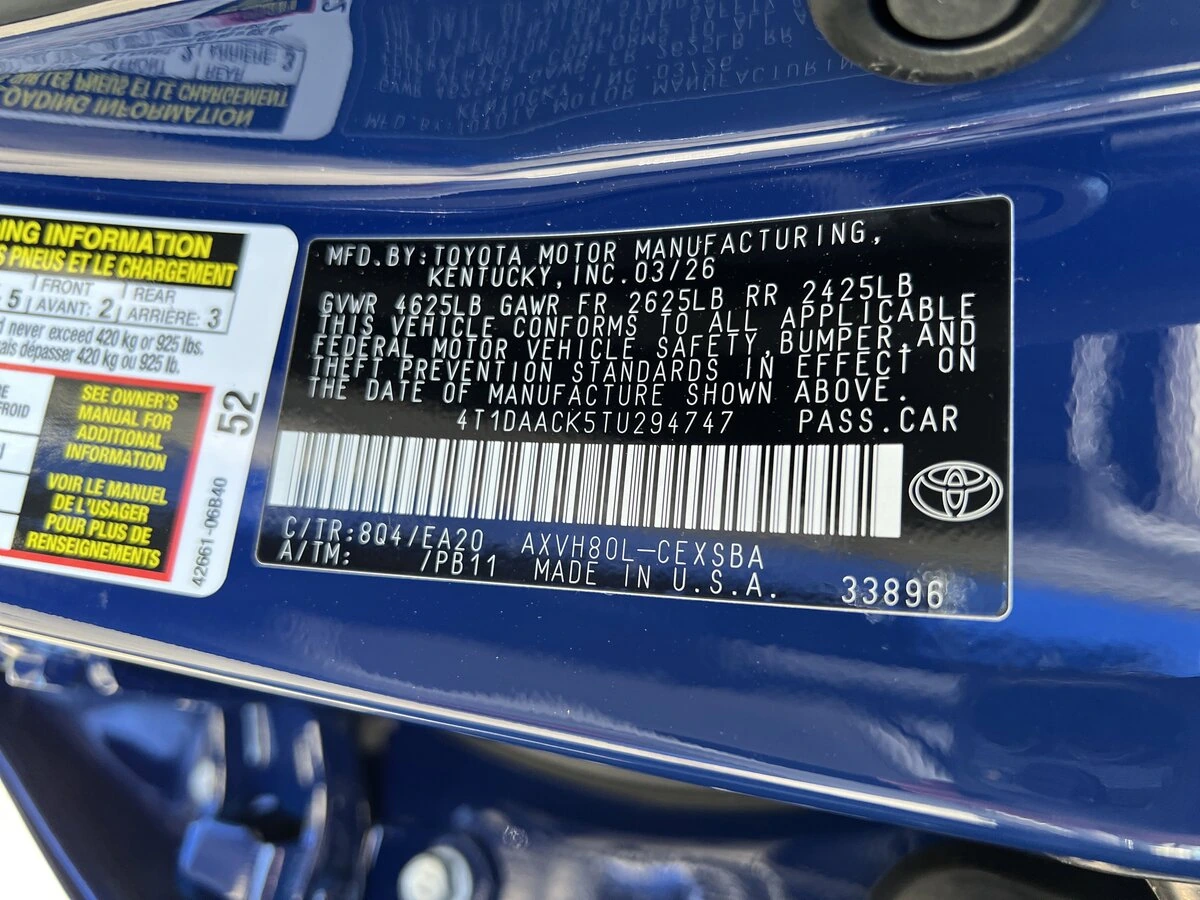 DING INFORMATION
S PNEUS ET LE CHARGEMENT
5 | FRONT AVANT: 2 | REAR ARRIÈRE: 3
never exceed 420 kg or 925 lbs.
ais dépasser 420 kg ou 925 lb.
FROID
SEE OWNER'S
MANUAL FOR
ADDITIONAL
INFORMATION
VOIR LE MANUEL
DE L'USAGER
POUR PLUS DE
RENSEIGNEMENTS
52
42661-06B40
MFD.BY:TOYOTA MOTOR MANUFACTURING,
KENTUCKY, INC.03/26
GVWR 4625LB GAWR FR 2625LB RR 2425LB
THIS VEHICLE CONFORMS TO ALL APPLICABLE
FEDERAL MOTOR VEHICLE SAFETY,BUMPER,AND
THEFT PREVENTION STANDARDS IN EFFECT ON
THE DATE OF MANUFACTURE SHOWN ABOVE.
4T1DAACK5TU294747 PASS.CAR
C/TR:8Q4/EA20 AXVH80L-CEXSBA
A/TM: 7PB11 MADE IN U.S.A. 33896